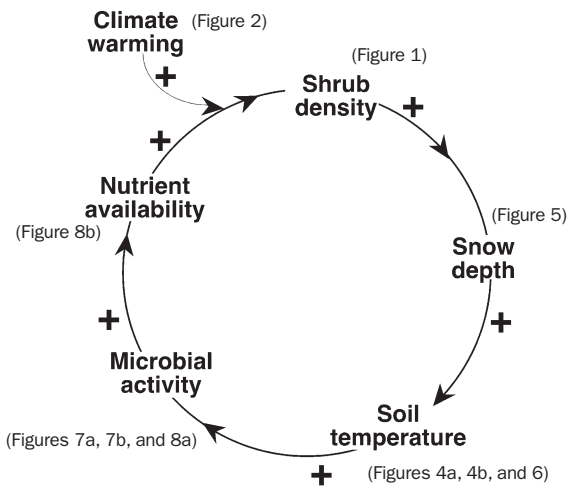 Climate
warming
(Figure 2)
+
(Figure 1)
Shrub
density
+
+
Nutrient
availability
(Figure 8b)
(Figure 5)
Snow
depth
+
+
Microbial
activity
(Figures 7a, 7b, and 8a)
Soil
temperature
(Figures 4a, 4b, and 6)
+